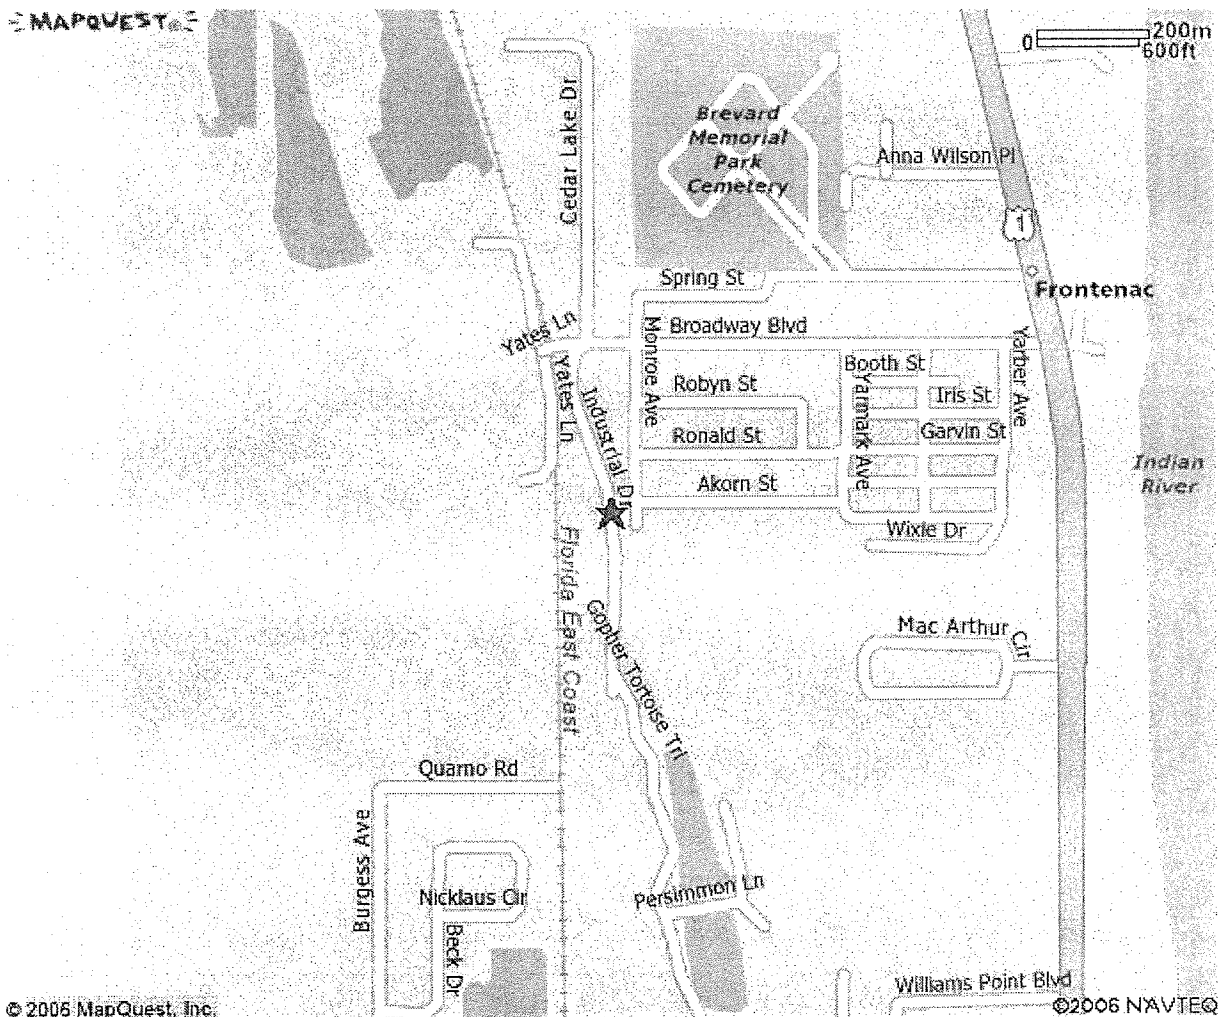 MAPQUEST
0 200m
600ft
Cedar Lake Dr
Brevard
Memorial
Park
Cemetery
Anna Wilson Pl
1
Spring St
Frontenac
Yates Ln
Monroe Ave
Broadway Blvd
Yarber Ave
Booth St
Yates Ln
Industrial Dr
Robyn St
Yarmark Ave
Iris St
Ronald St
Garvin St
Akorn St
Indian
River
Wixie Dr
Florida East Coast
Gopher Tortoise Trl
Mac Arthur Cir
Quamo Rd
Burgess Ave
Nicklaus Cir
Persimmon Ln
Beck Dr
Williams Point Blvd
© 2006 MapQuest, Inc.
©2006 NAVTEQ